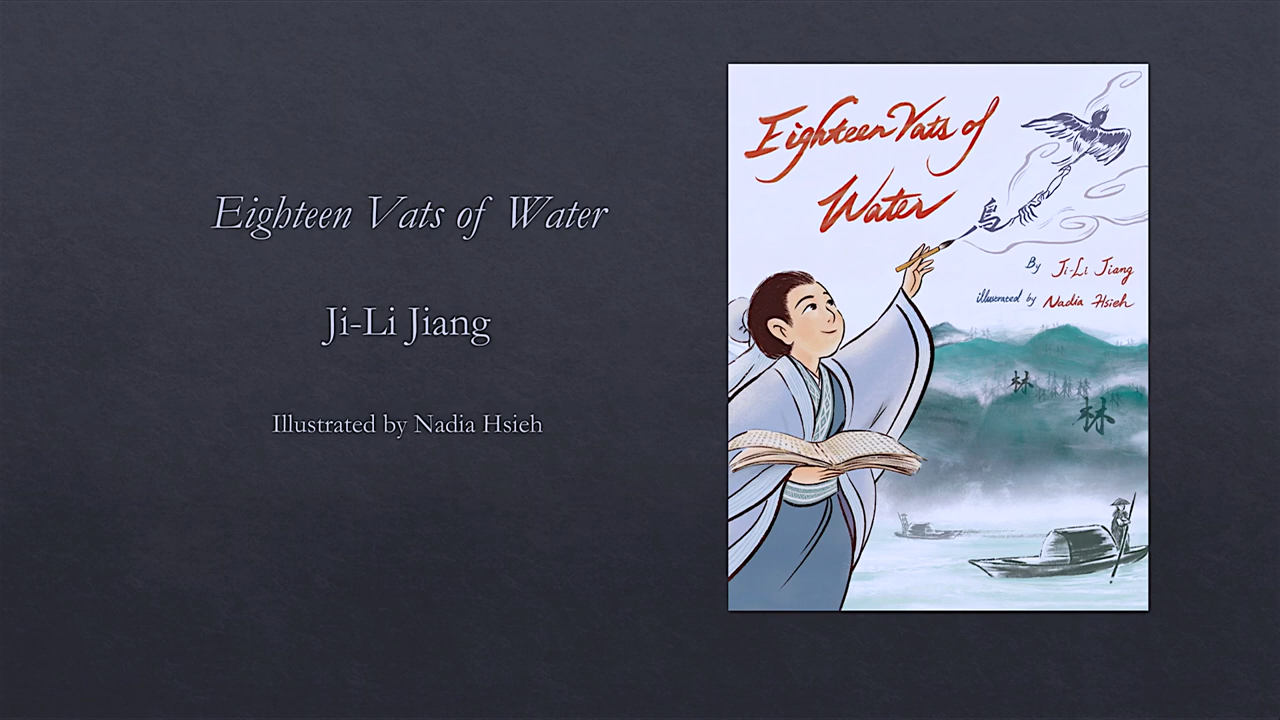 Eighteen Vats of Water
Ji-Li Jiang
Illustrated by Nadia Hsieh
Eighteen Vats of
Water
鳥
By Ji-Li Jiang
illustrated by Nadia Hsieh
林
林